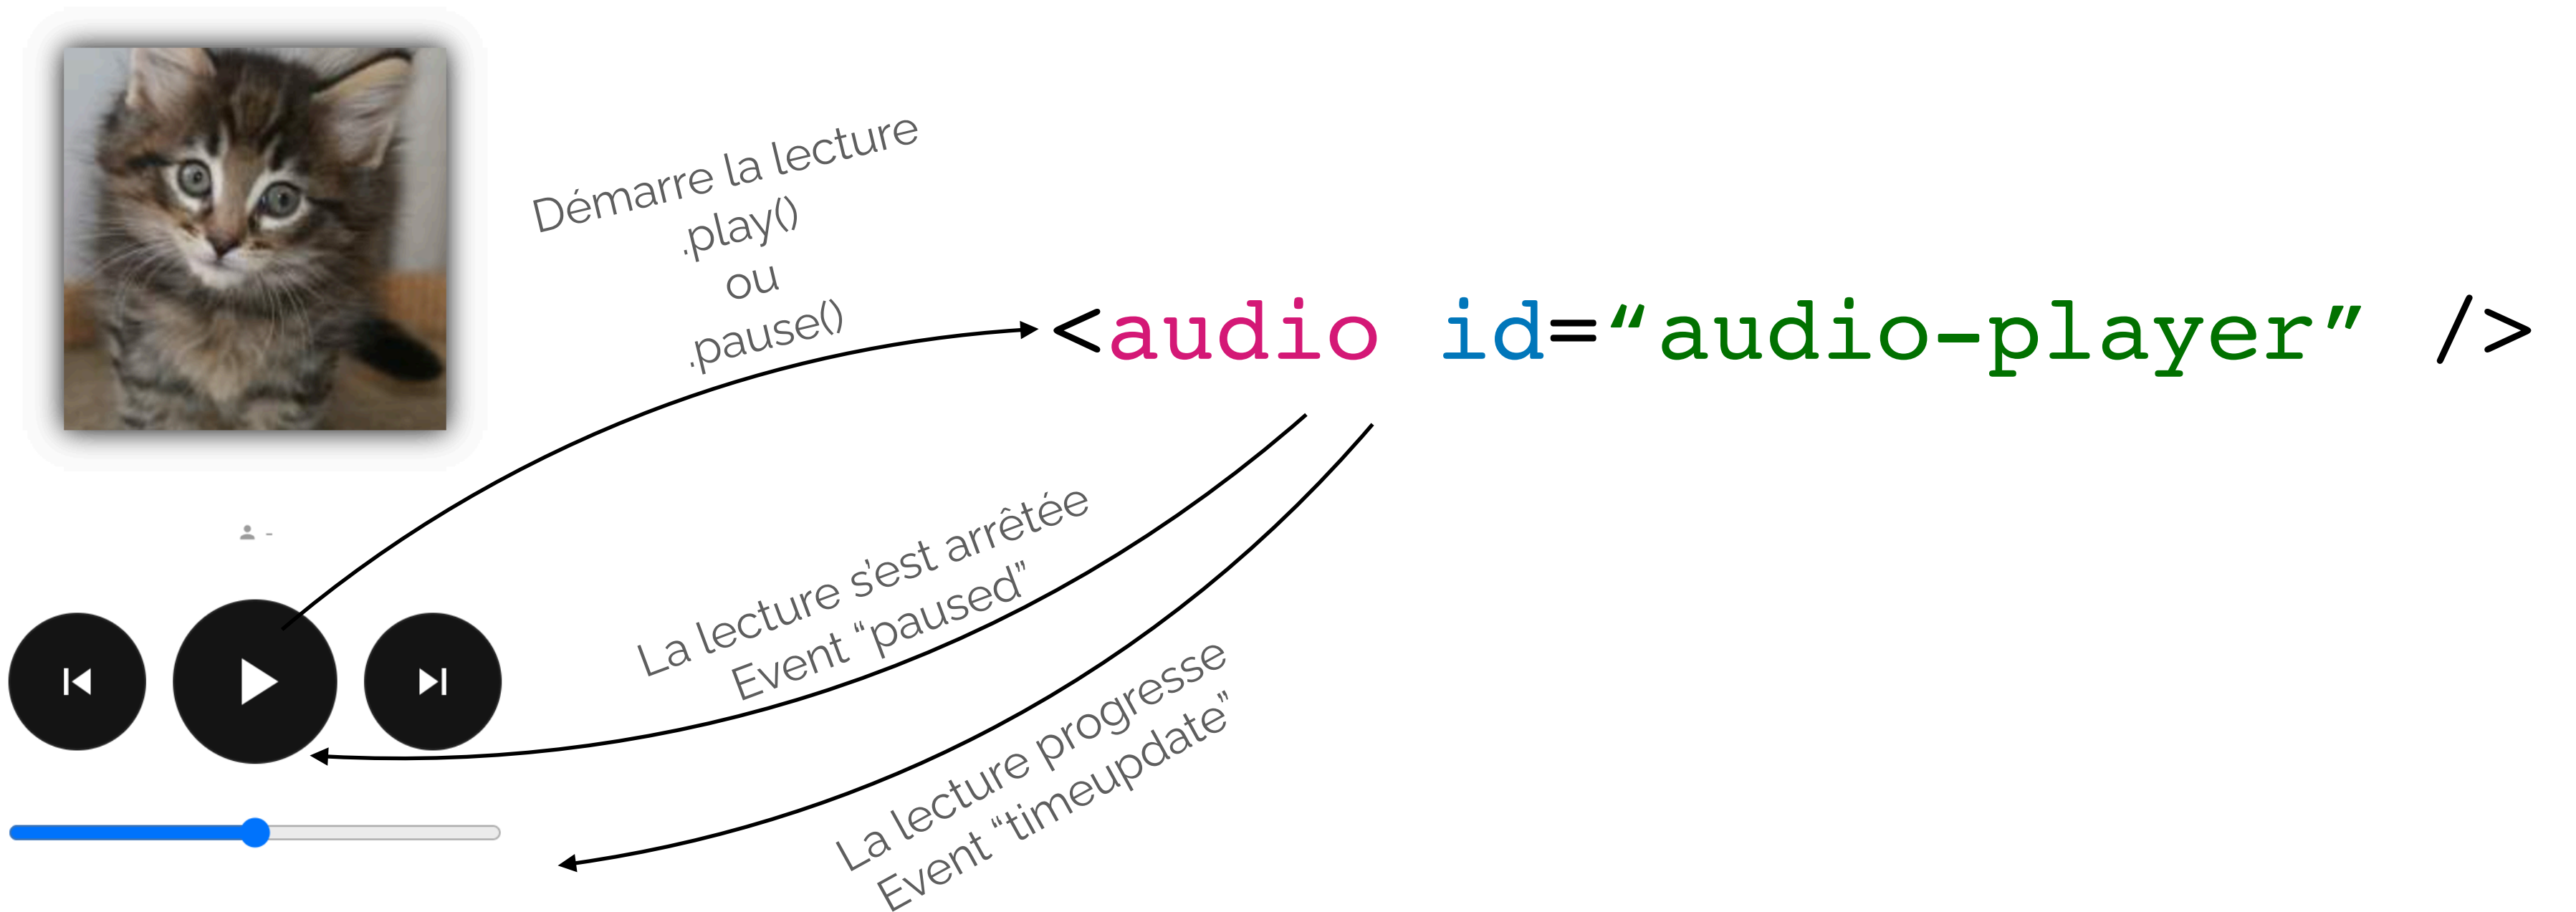 Démarre la lecture
.play()
ou
.pause()
<audio id=“audio-player” />
-
La lecture s’est arrêtée
Event “paused”
La lecture progresse
Event “timeupdate”